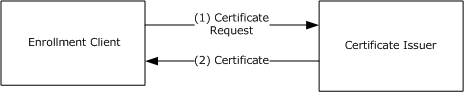 (1) Certificate
Request
Enrollment Client
Certificate Issuer
(2) Certificate